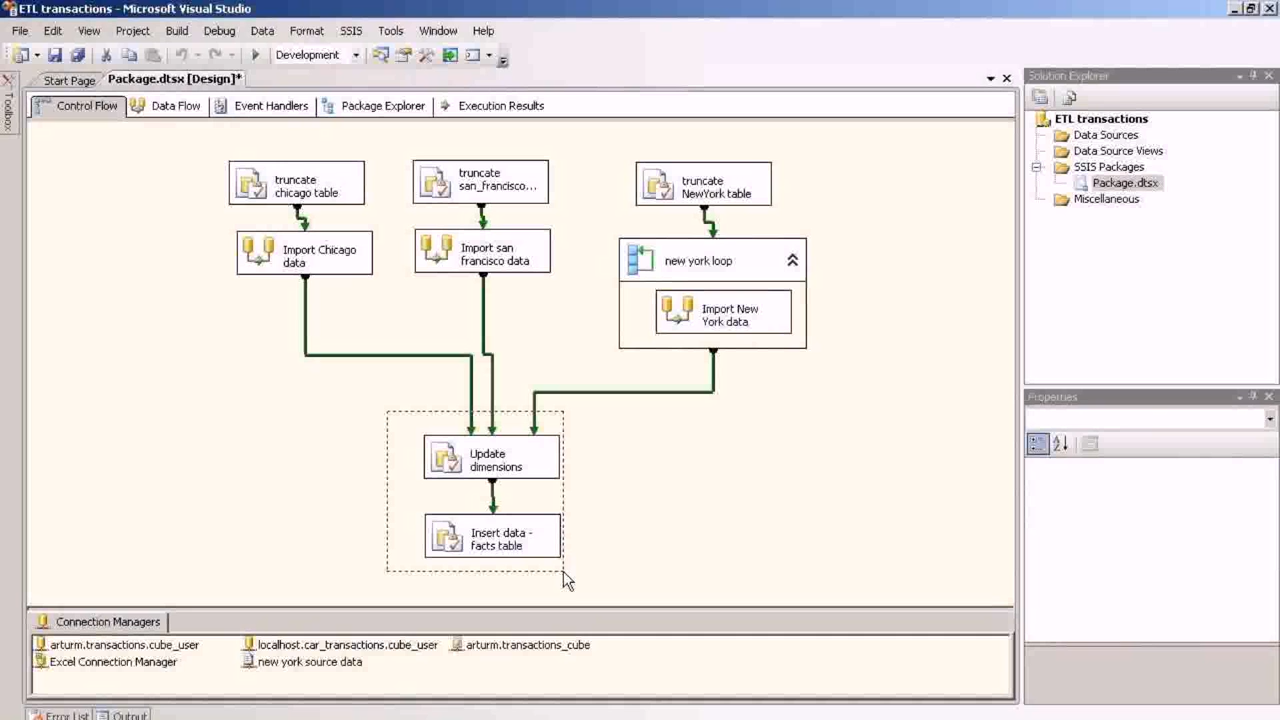 ETL transactions - Microsoft Visual Studio
File Edit View Project Build Debug Data Format SSIS Tools Window Help
Development
Start Page Package.dtsx [Design]*
Control Flow Data Flow Event Handlers Package Explorer Execution Results
Toolbox
truncate
chicago table
truncate
san_francisco...
truncate
NewYork table
Import Chicago
data
Import san
francisco data
new york loop
Import New
York data
Update
dimensions
Insert data -
facts table
Connection Managers
arturm.transactions.cube_user localhost.car_transactions.cube_user arturm.transactions_cube
Excel Connection Manager new york source data
Error List Output
Solution Explorer
ETL transactions
Data Sources
Data Source Views
SSIS Packages
Package.dtsx
Miscellaneous
Properties